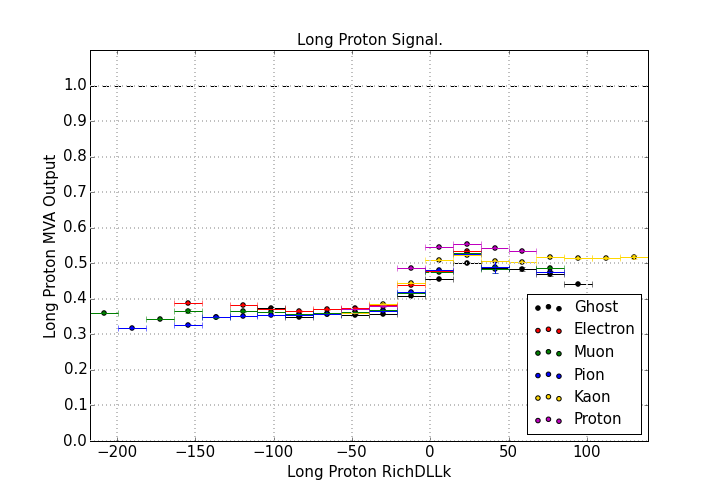 Long Proton Signal.
Long Proton MVA Output
1.0
0.9
0.8
0.7
0.6
0.5
0.4
0.3
0.2
0.1
0.0
Ghost
Electron
Muon
Pion
Kaon
Proton
−200 −150 −100 −50 0 50 100
Long Proton RichDLLk